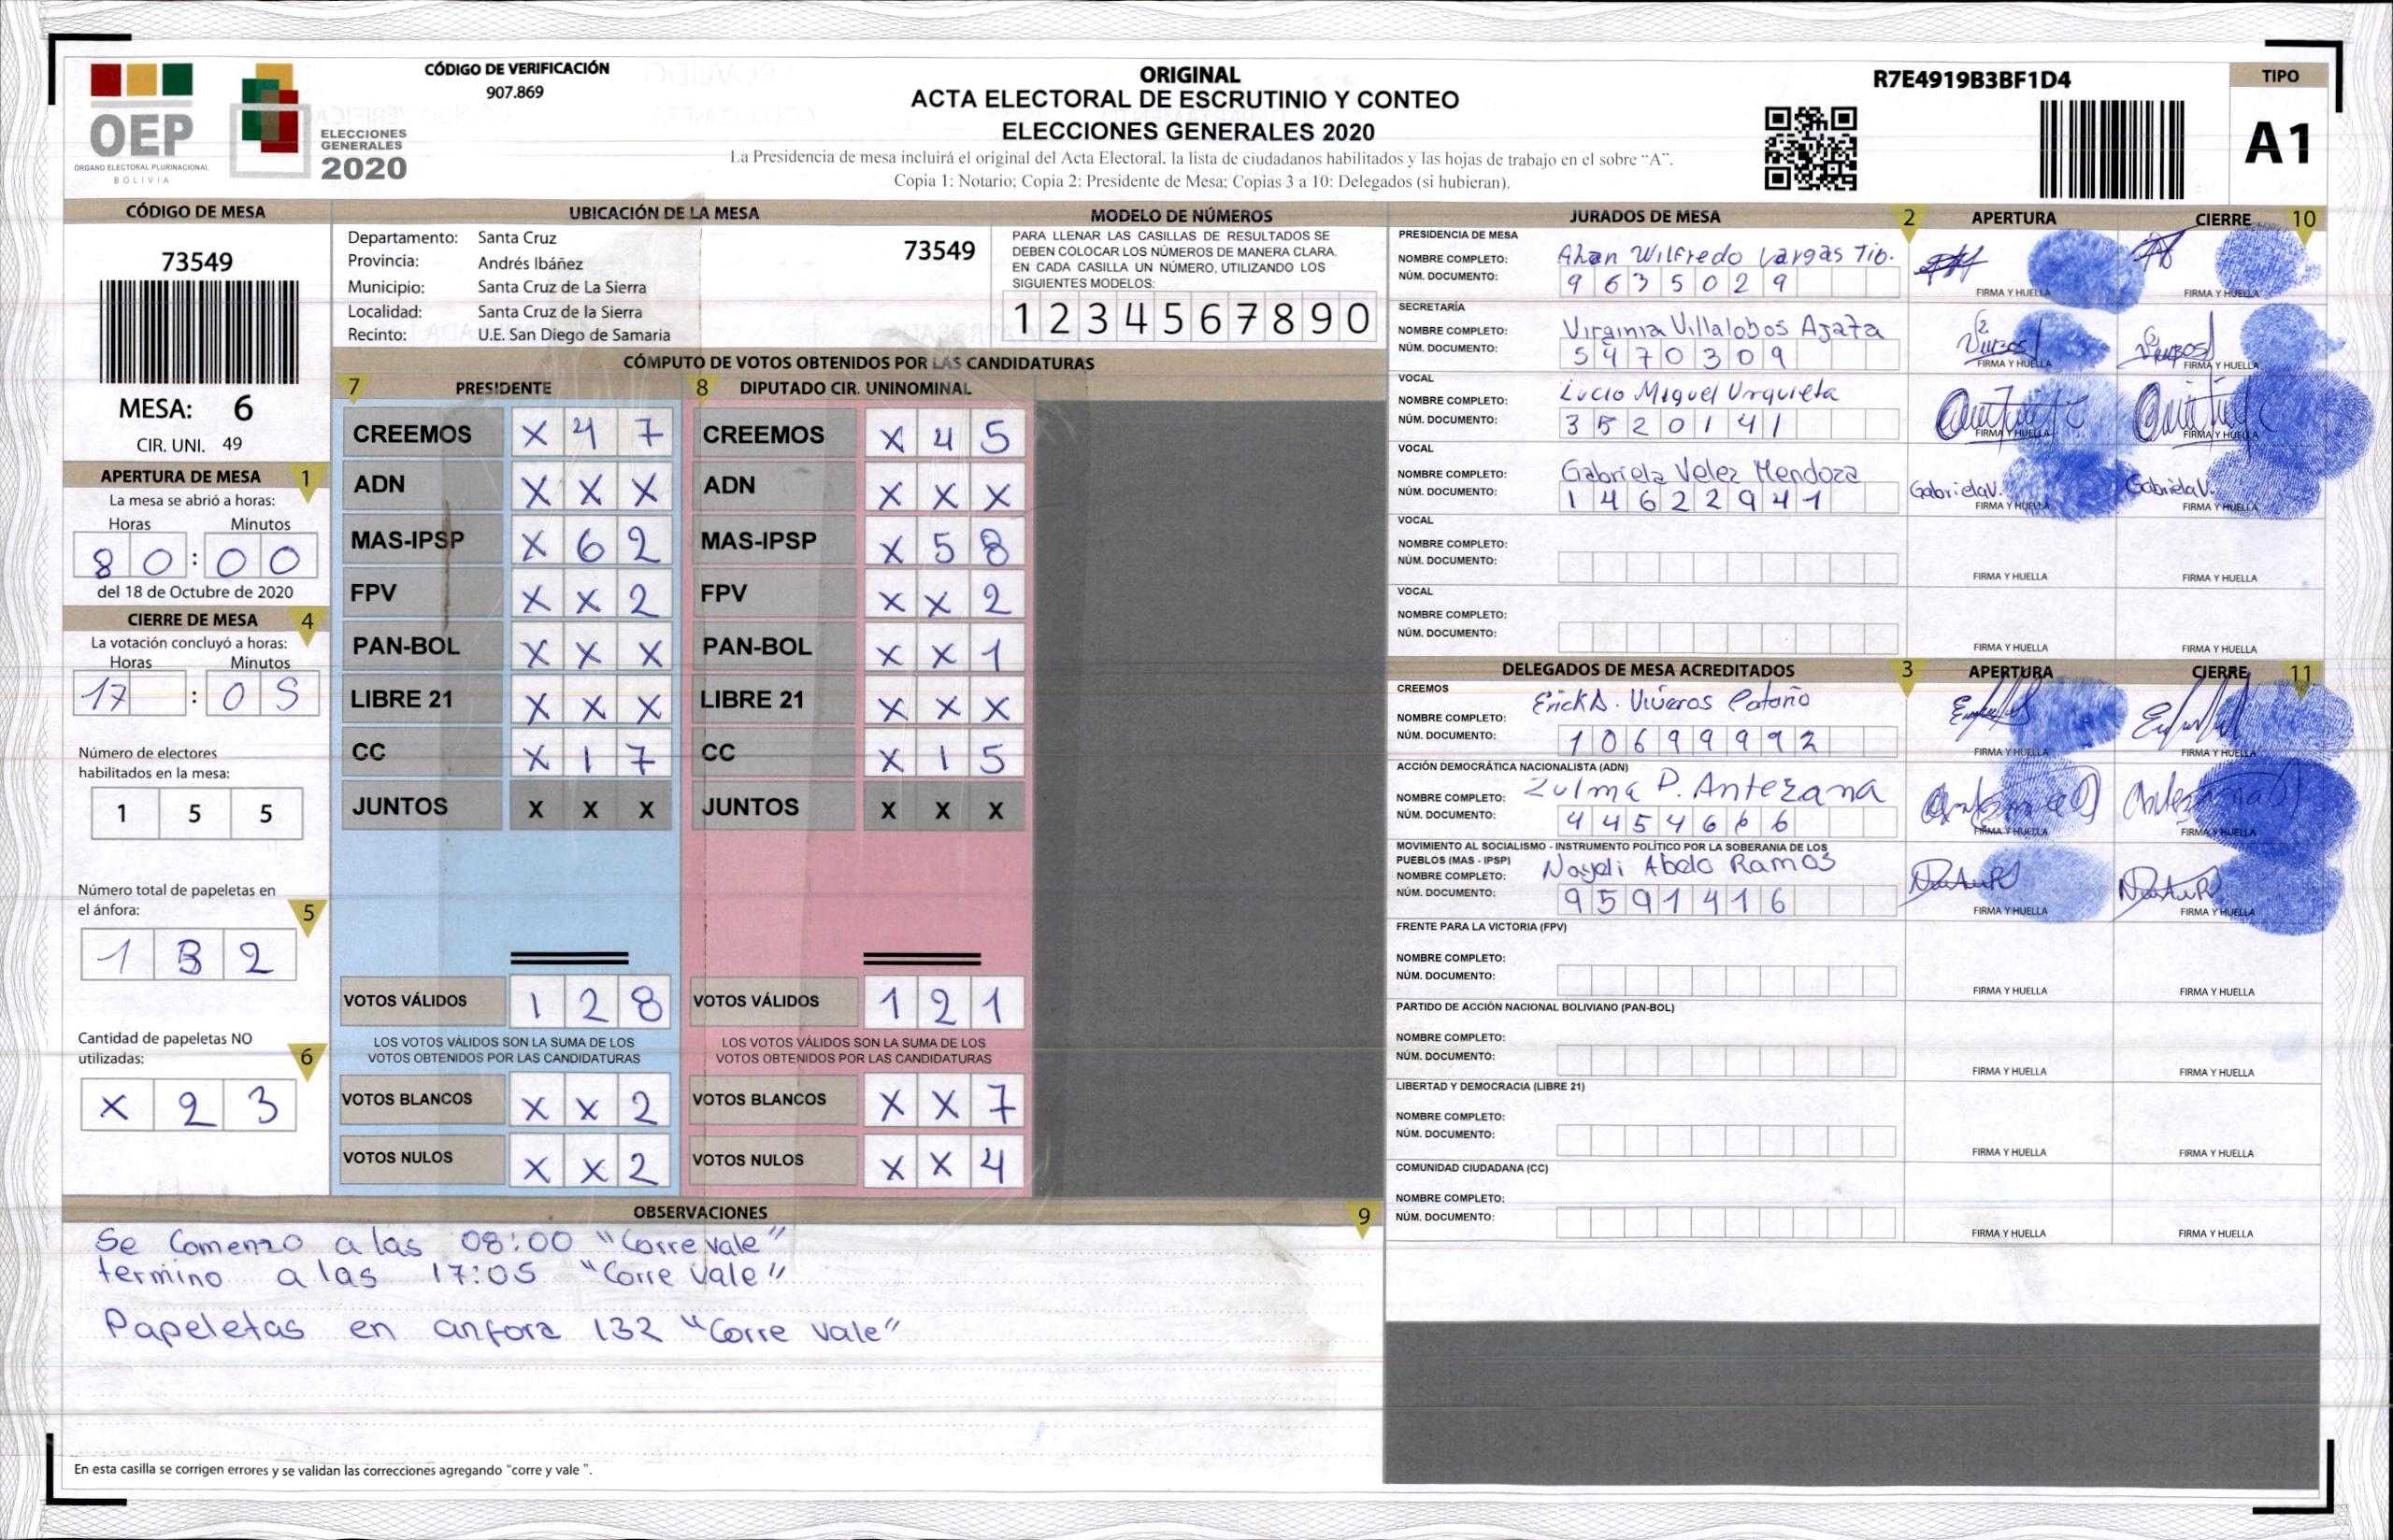 OEP
ÓRGANO ELECTORAL PLURINACIONAL
BOLIVIA
ELECCIONES
GENERALES
2020
CÓDIGO DE VERIFICACIÓN
907.869
ORIGINAL
ACTA ELECTORAL DE ESCRUTINIO Y CONTEO
ELECCIONES GENERALES 2020
La Presidencia de mesa incluirá el original del Acta Electoral, la lista de ciudadanos habilitados y las hojas de trabajo en el sobre “A”.
Copia 1: Notario; Copia 2: Presidente de Mesa; Copias 3 a 10: Delegados (si hubieran).
R7E4919B3BF1D4
TIPO
A1
CÓDIGO DE MESA
73549
MESA: 6
CIR. UNI. 49
APERTURA DE MESA 1
La mesa se abrió a horas:
Horas Minutos
8 0 : 0 0
del 18 de Octubre de 2020
CIERRE DE MESA 4
La votación concluyó a horas:
Horas Minutos
17 : 0 5
Número de electores
habilitados en la mesa:
1 5 5
Número total de papeletas en
el ánfora: 5
1 3 2
Cantidad de papeletas NO
utilizadas: 6
X 2 3
UBICACIÓN DE LA MESA
Departamento: Santa Cruz
Provincia: Andrés Ibáñez
Municipio: Santa Cruz de La Sierra
Localidad: Santa Cruz de la Sierra
Recinto: U.E. San Diego de Samaria
73549
MODELO DE NÚMEROS
PARA LLENAR LAS CASILLAS DE RESULTADOS SE
DEBEN COLOCAR LOS NÚMEROS DE MANERA CLARA.
EN CADA CASILLA UN NÚMERO, UTILIZANDO LOS
SIGUIENTES MODELOS:
1 2 3 4 5 6 7 8 9 0
CÓMPUTO DE VOTOS OBTENIDOS POR LAS CANDIDATURAS
7 PRESIDENTE
CREEMOS X 4 7
ADN X X X
MAS-IPSP X 6 2
FPV X X 2
PAN-BOL X X X
LIBRE 21 X X X
CC X 1 7
JUNTOS X X X
VOTOS VÁLIDOS 1 2 8
LOS VOTOS VÁLIDOS SON LA SUMA DE LOS
VOTOS OBTENIDOS POR LAS CANDIDATURAS
VOTOS BLANCOS X X 2
VOTOS NULOS X X 2
8 DIPUTADO CIR. UNINOMINAL
CREEMOS X 4 5
ADN X X X
MAS-IPSP X 5 8
FPV X X 2
PAN-BOL X X 1
LIBRE 21 X X X
CC X 1 5
JUNTOS X X X
VOTOS VÁLIDOS 1 2 1
LOS VOTOS VÁLIDOS SON LA SUMA DE LOS
VOTOS OBTENIDOS POR LAS CANDIDATURAS
VOTOS BLANCOS X X 7
VOTOS NULOS X X 4
OBSERVACIONES 9
Se Comenzo a las 08:00 "Corre vale"
termino a las 17:05 "Corre Vale"
Papeletas en anfora 132 "Corre vale"
En esta casilla se corrigen errores y se validan las correcciones agregando “corre y vale ”.
JURADOS DE MESA 2 APERTURA CIERRE 10
PRESIDENCIA DE MESA
NOMBRE COMPLETO: Wilfredo Vargas Tio.
NÚM. DOCUMENTO: 9 6 3 5 0 2 9
FIRMA Y HUELLA FIRMA Y HUELLA
SECRETARÍA
NOMBRE COMPLETO: Virginia Villalobos
NÚM. DOCUMENTO: 5 4 7 0 3 0 9
FIRMA Y HUELLA FIRMA Y HUELLA
VOCAL
NOMBRE COMPLETO: Lucio Miguel Urquieta
NÚM. DOCUMENTO: 3 5 2 0 1 4 1
FIRMA Y HUELLA FIRMA Y HUELLA
VOCAL
NOMBRE COMPLETO: Gabriela Velez Mendoza
NÚM. DOCUMENTO: 1 4 6 2 2 9 4 1
Gabriela V. Gabriela V.
FIRMA Y HUELLA FIRMA Y HUELLA
VOCAL
NOMBRE COMPLETO:
NÚM. DOCUMENTO:
FIRMA Y HUELLA FIRMA Y HUELLA
VOCAL
NOMBRE COMPLETO:
NÚM. DOCUMENTO:
FIRMA Y HUELLA FIRMA Y HUELLA
DELEGADOS DE MESA ACREDITADOS 3 APERTURA CIERRE 11
CREEMOS
NOMBRE COMPLETO: Erick A. Viveros
NÚM. DOCUMENTO: 1 0 6 9 9 9 9 2
FIRMA Y HUELLA FIRMA Y HUELLA
ACCIÓN DEMOCRÁTICA NACIONALISTA (ADN)
NOMBRE COMPLETO: Zulma P. Antezana
NÚM. DOCUMENTO: 4 4 5 4 6 6 6
FIRMA Y HUELLA FIRMA Y HUELLA
MOVIMIENTO AL SOCIALISMO - INSTRUMENTO POLÍTICO POR LA SOBERANIA DE LOS
PUEBLOS (MAS - IPSP)
NOMBRE COMPLETO: Ramos
NÚM. DOCUMENTO: 9 5 9 1 4 1 6
FIRMA Y HUELLA FIRMA Y HUELLA
FRENTE PARA LA VICTORIA (FPV)
NOMBRE COMPLETO:
NÚM. DOCUMENTO:
FIRMA Y HUELLA FIRMA Y HUELLA
PARTIDO DE ACCIÓN NACIONAL BOLIVIANO (PAN-BOL)
NOMBRE COMPLETO:
NÚM. DOCUMENTO:
FIRMA Y HUELLA FIRMA Y HUELLA
LIBERTAD Y DEMOCRACIA (LIBRE 21)
NOMBRE COMPLETO:
NÚM. DOCUMENTO:
FIRMA Y HUELLA FIRMA Y HUELLA
COMUNIDAD CIUDADANA (CC)
NOMBRE COMPLETO:
NÚM. DOCUMENTO:
FIRMA Y HUELLA FIRMA Y HUELLA